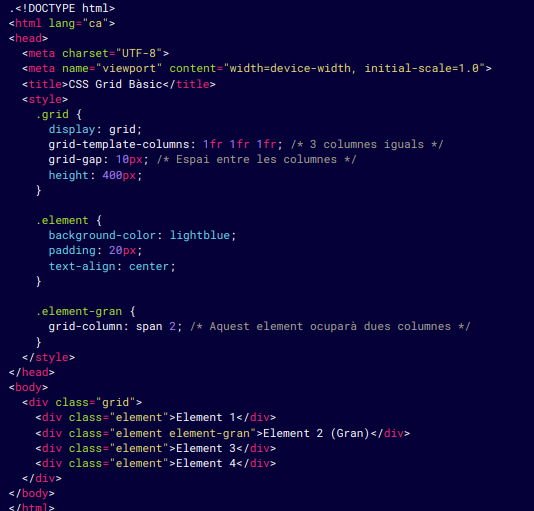 .<!DOCTYPE html>
<html lang="ca">
<head>
  <meta charset="UTF-8">
  <meta name="viewport" content="width=device-width, initial-scale=1.0">
  <title>CSS Grid Bàsic</title>
  <style>
    .grid {
      display: grid;
      grid-template-columns: 1fr 1fr 1fr; /* 3 columnes iguals */
      grid-gap: 10px; /* Espai entre les columnes */
      height: 400px;
    }

    .element {
      background-color: lightblue;
      padding: 20px;
      text-align: center;
    }

    .element-gran {
      grid-column: span 2; /* Aquest element ocuparà dues columnes */
    }
  </style>
</head>
<body>
  <div class="grid">
    <div class="element">Element 1</div>
    <div class="element element-gran">Element 2 (Gran)</div>
    <div class="element">Element 3</div>
    <div class="element">Element 4</div>
  </div>
</body>
</html>